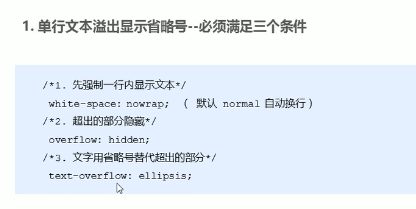 1. 单行文本溢出显示省略号--必须满足三个条件
/*1. 先强制一行内显示文本*/
white-space: nowrap; （ 默认 normal 自动换行）
/*2. 超出的部分隐藏*/
overflow: hidden;
/*3. 文字用省略号替代超出的部分*/
text-overflow: ellipsis;